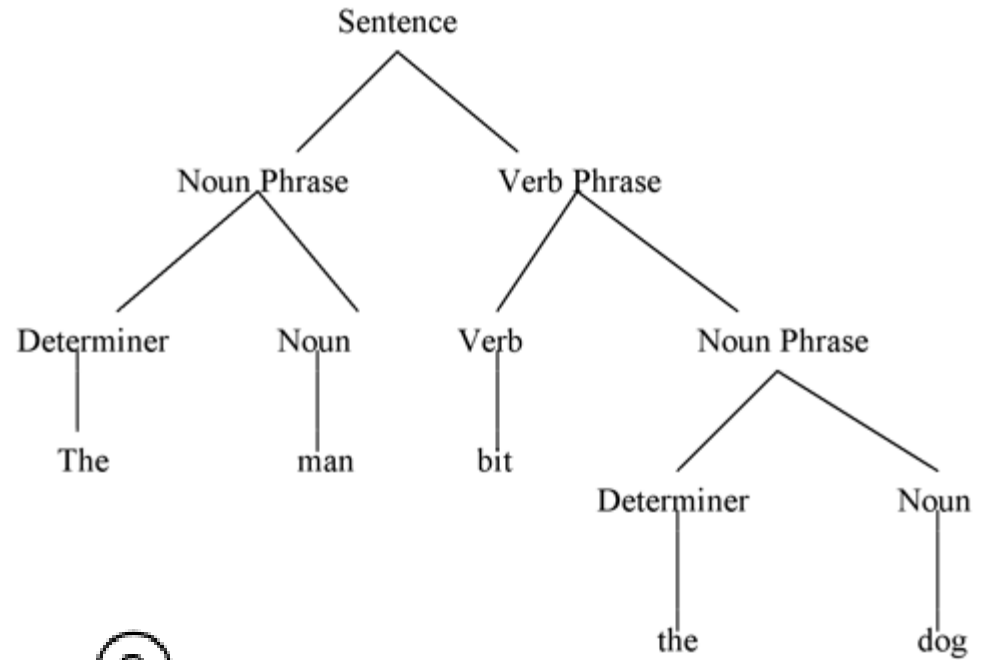 Sentence
Noun Phrase Verb Phrase
Determiner Noun Verb Noun Phrase
The man bit
Determiner Noun
the dog